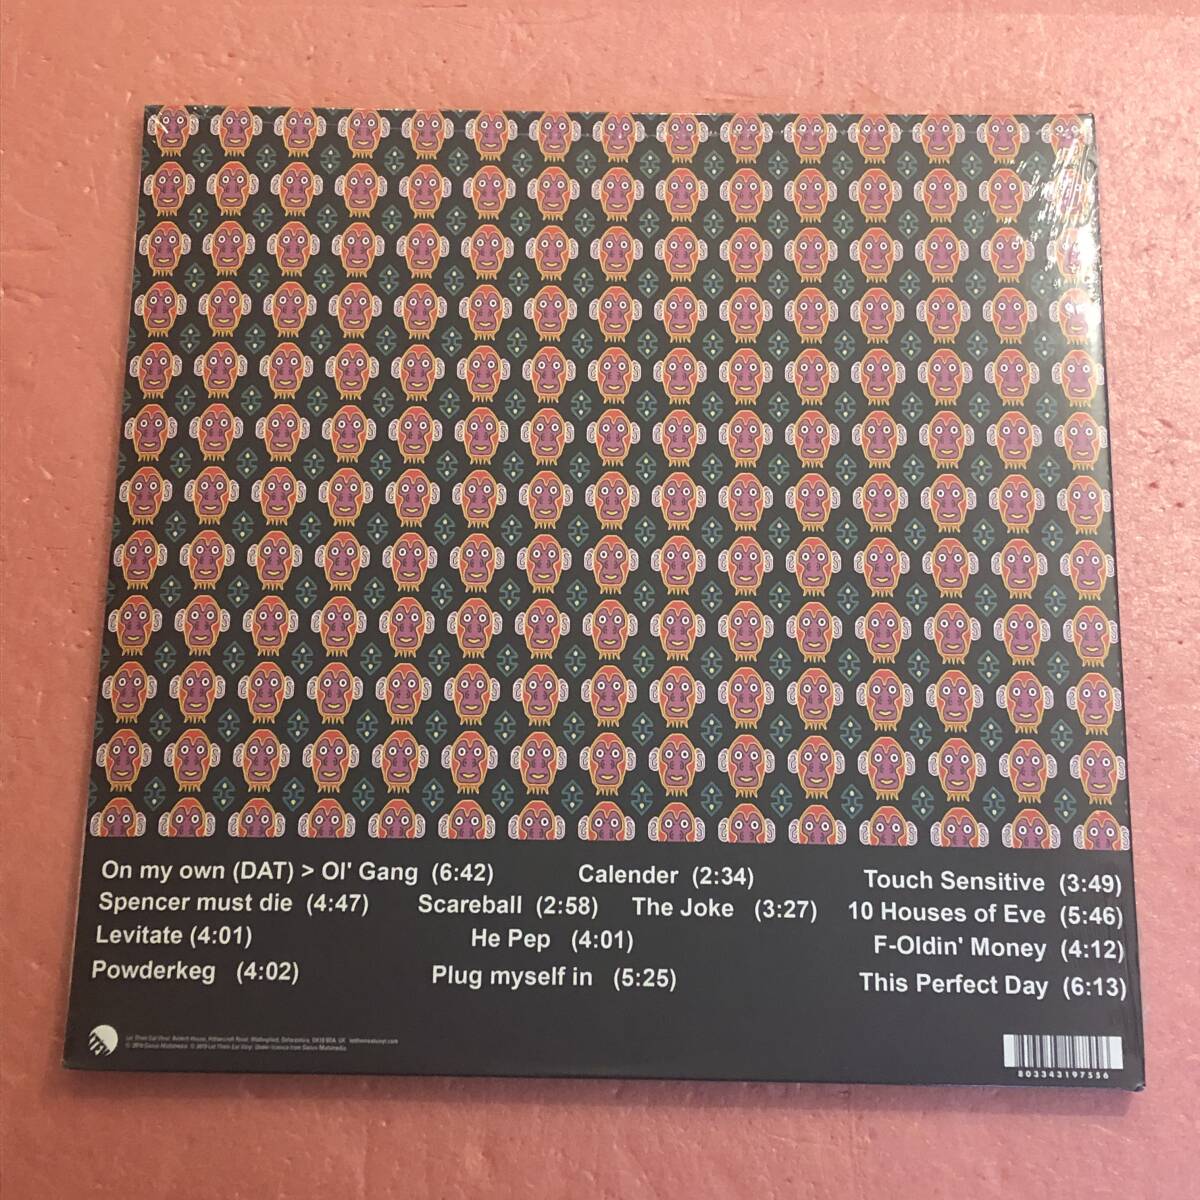 On my own (DAT) > Ol' Gang (6:42) Calender (2:34) Touch Sensitive (3:49)
Spencer must die (4:47) Scareball (2:58) The Joke (3:27) 10 Houses of Eve (5:46)
Levitate (4:01) He Pep (4:01) F-Oldin' Money (4:12)
Powderkeg (4:02) Plug myself in (5:25) This Perfect Day (6:13)
LTEV
803343197556